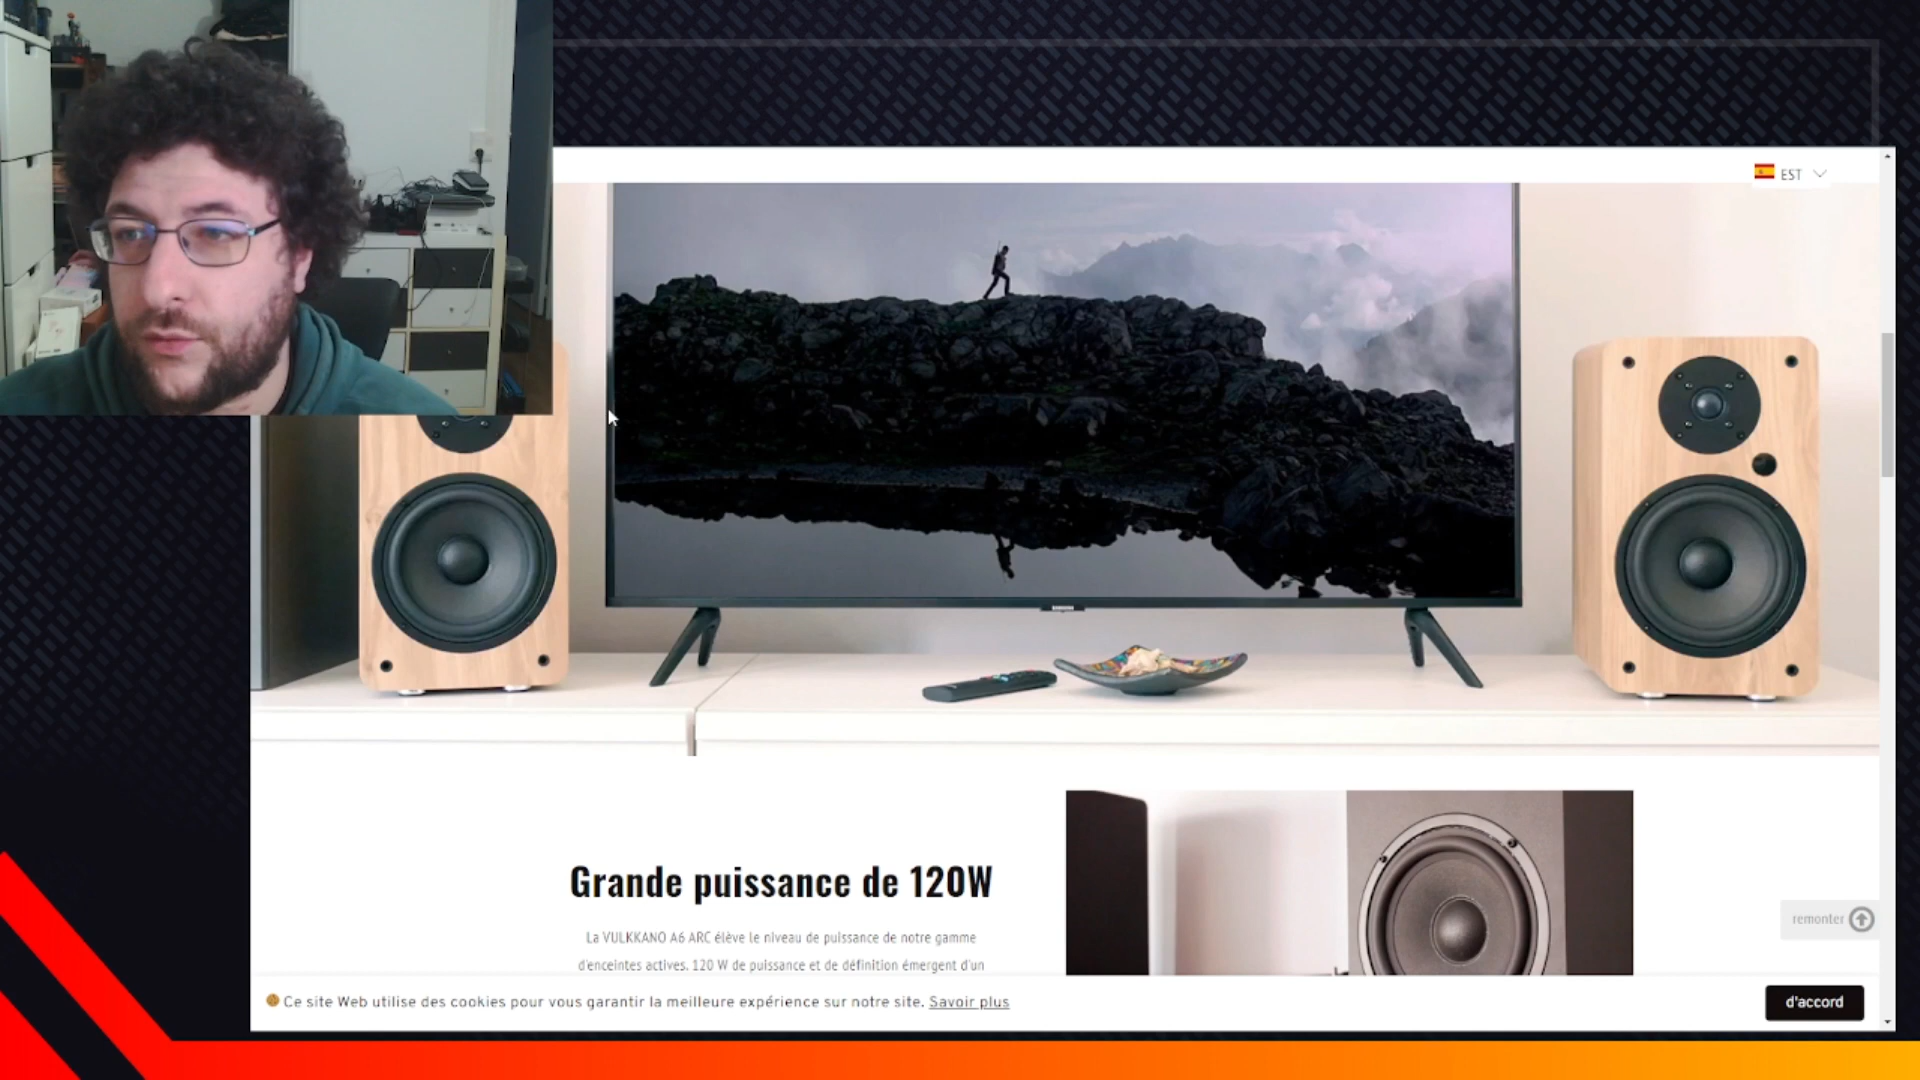 EST
SAMSUNG
Grande puissance de 120W
La VULKKANO A6 ARC élève le niveau de puissance de notre gamme
d'enceintes actives. 120 W de puissance et de définition émergent d'un
remonter
Ce site Web utilise des cookies pour vous garantir la meilleure expérience sur notre site. Savoir plus
d'accord